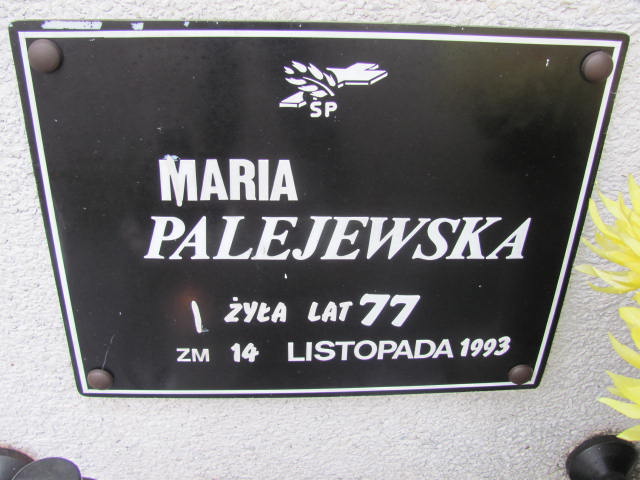 ŚP
MARIA
PALEJEWSKA
ŻYŁA LAT 77
ZM 14 LISTOPADA 1993